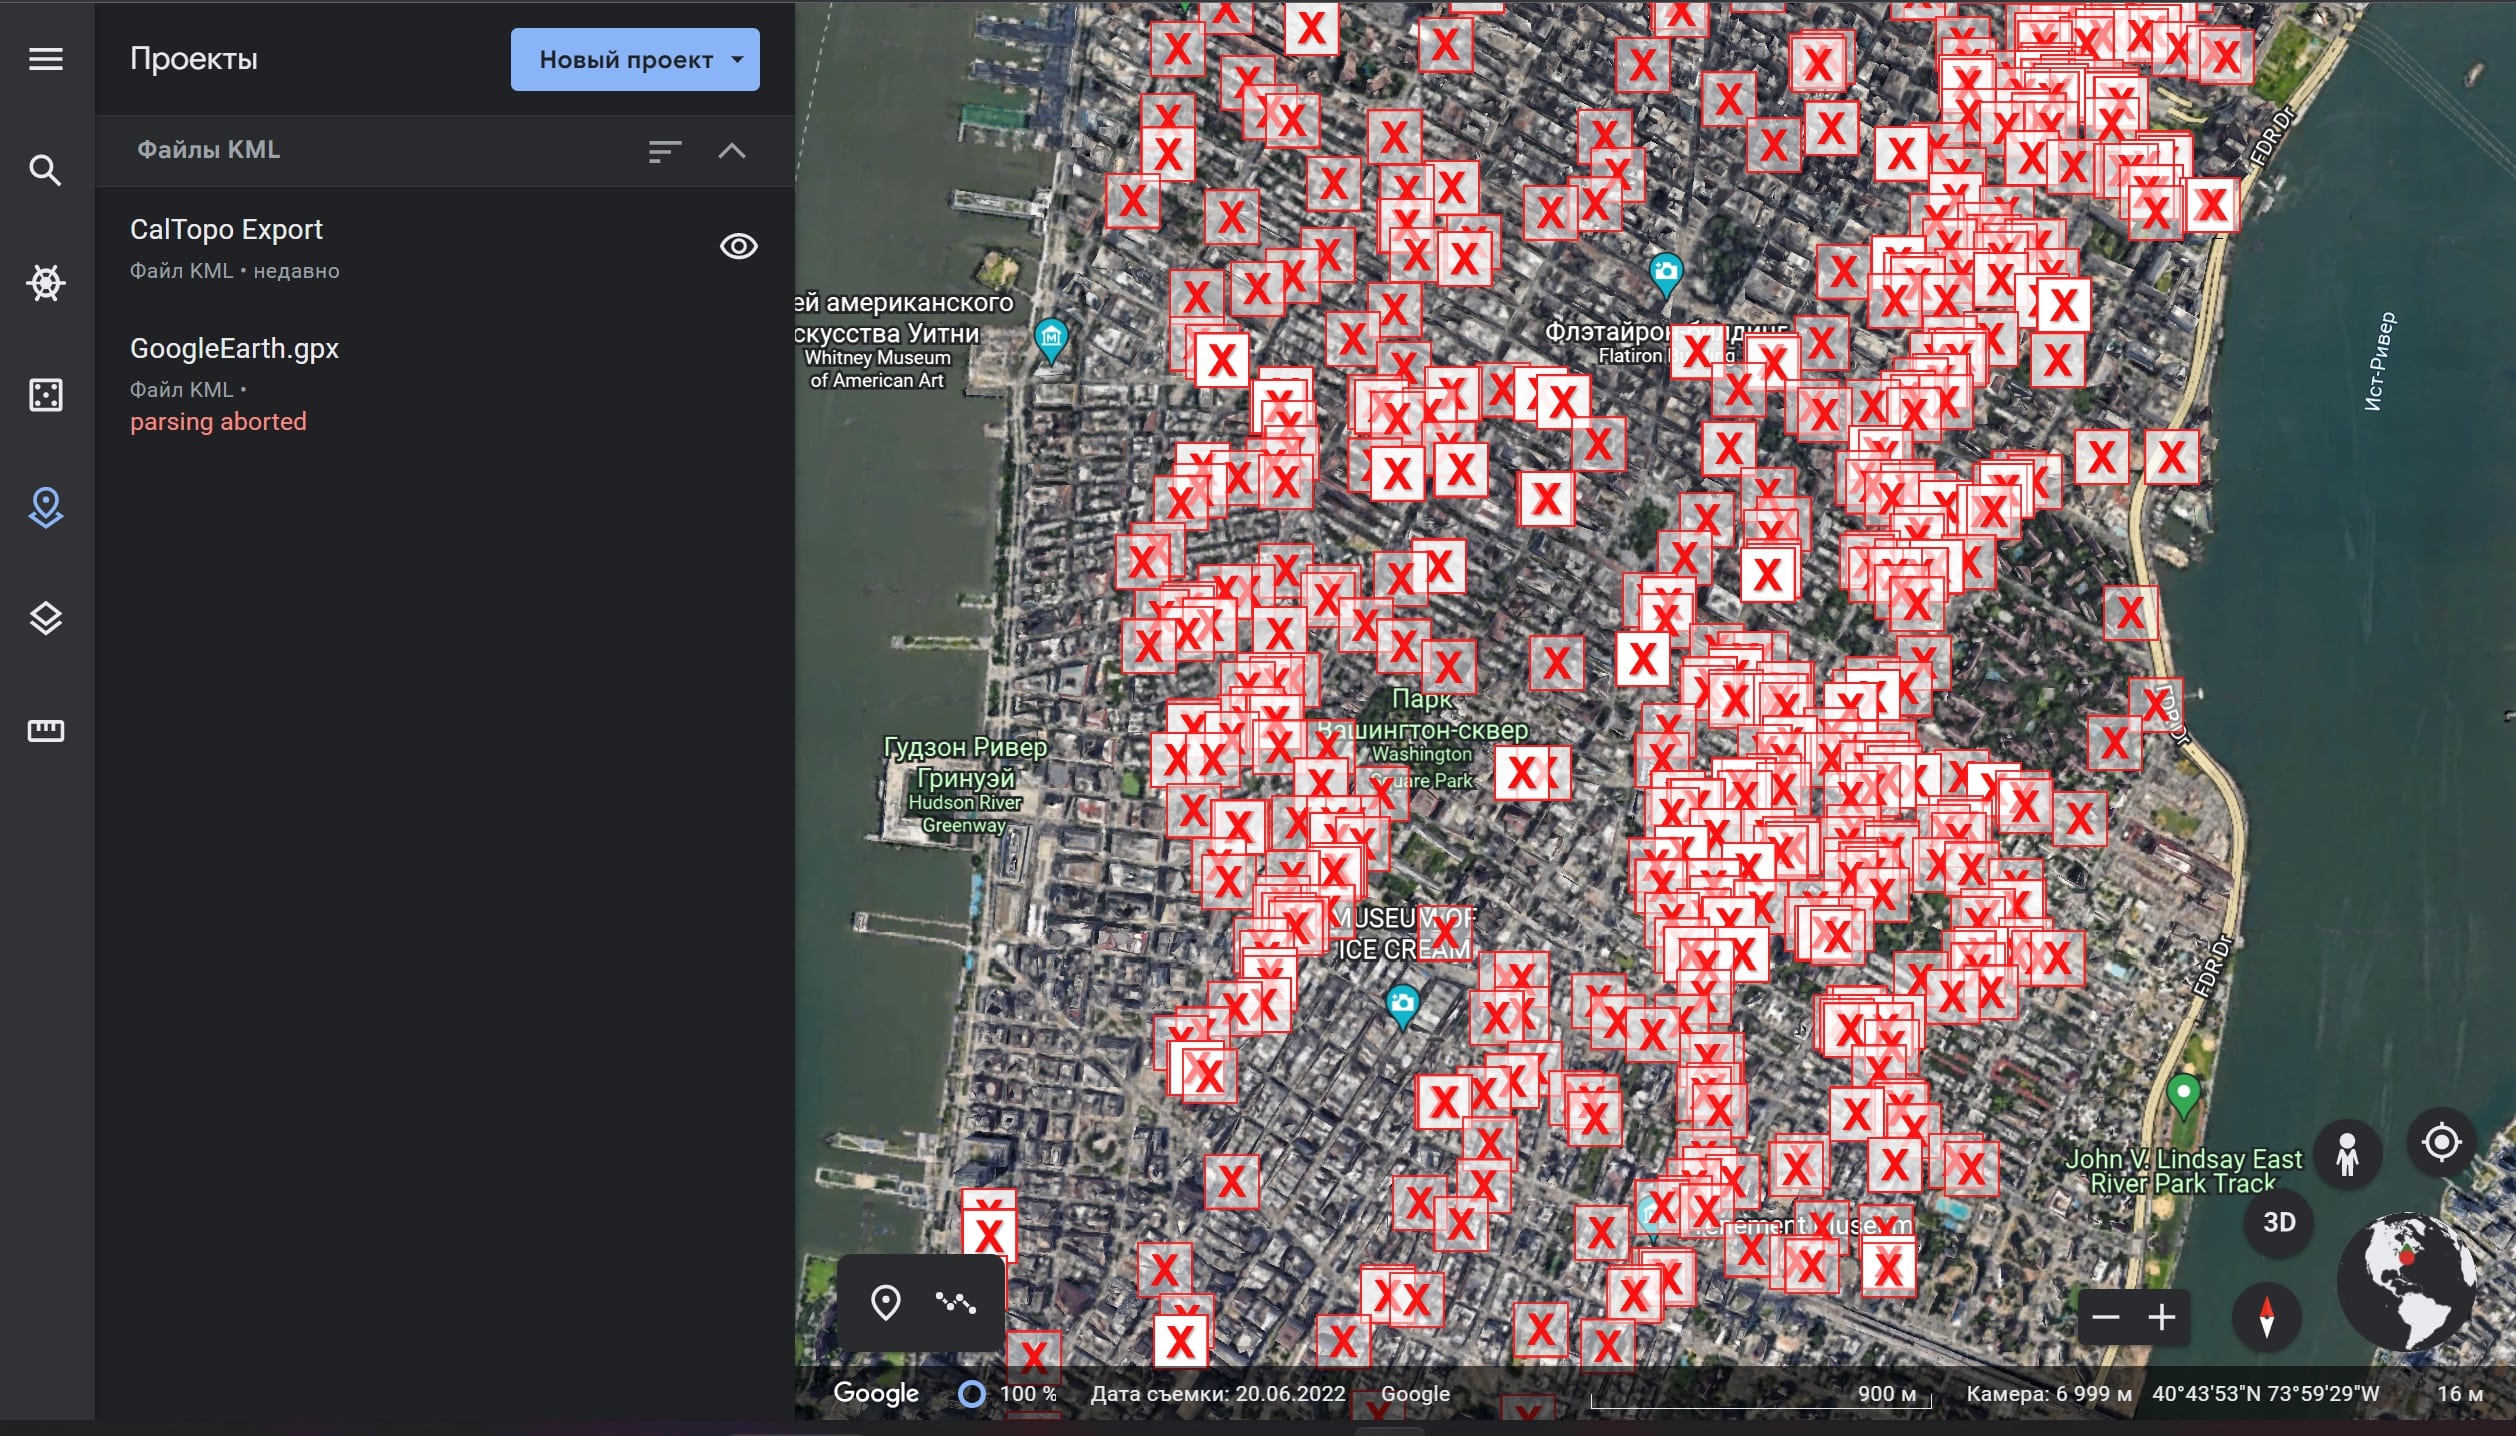 Проекты
Новый проект
Файлы KML
CalTopo Export
Файл KML • недавно
GoogleEarth.gpx
Файл KML •
parsing aborted
ей американского
скусства Уитни
Whitney Museum
of American Art
Флэтайрон-билдинг
Flatiron
FDR Dr
Ист-Ривер
Парк
Вашингтон-сквер
Washington
Square Park
Гудзон Ривер
Гринуэй
Hudson River
Greenway
FDR Dr
MUSEUM OF
ICE CREAM
FDR Dr
John V. Lindsay East
River Park Track
Museum
3D
Google
100 %
Дата съемки: 20.06.2022
Google
900 м
Камера: 6 999 м
40°43'53"N 73°59'29"W
16 м